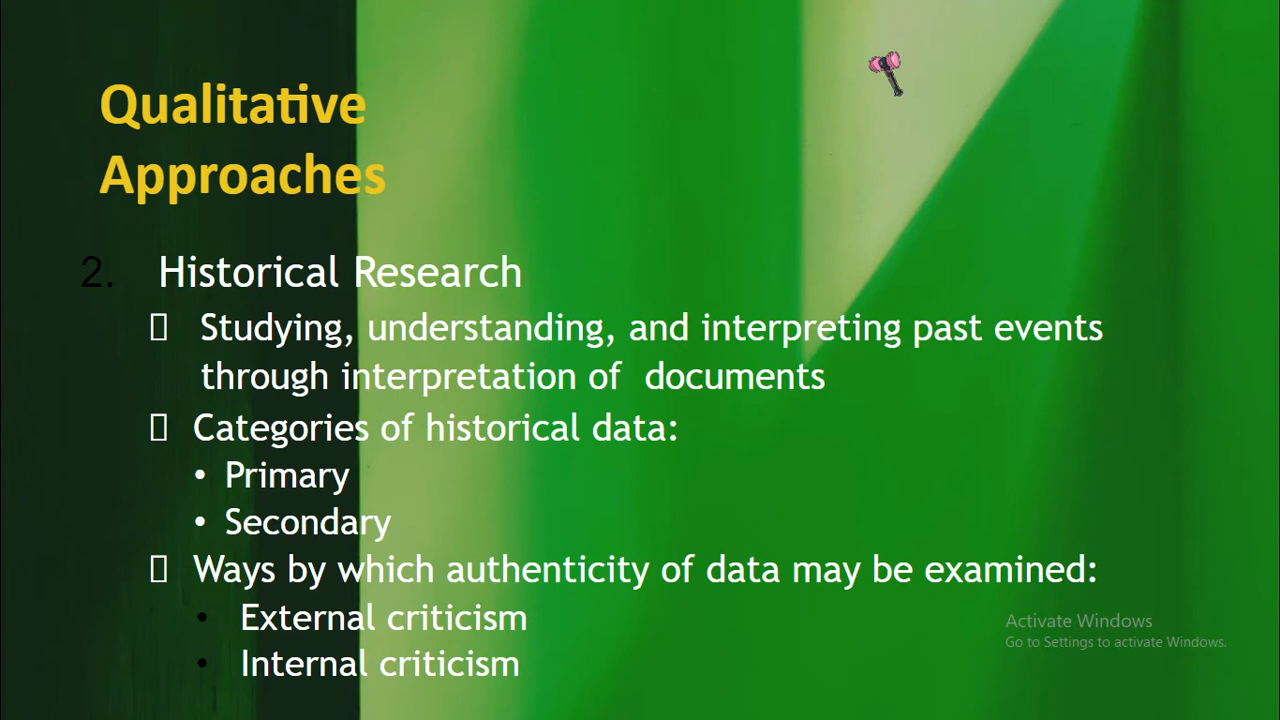 Qualitative
Approaches
2. Historical Research
Studying, understanding, and interpreting past events
through interpretation of documents
Categories of historical data:
• Primary
• Secondary
Ways by which authenticity of data may be examined:
• External criticism
• Internal criticism
Activate Windows
Go to Settings to activate Windows.